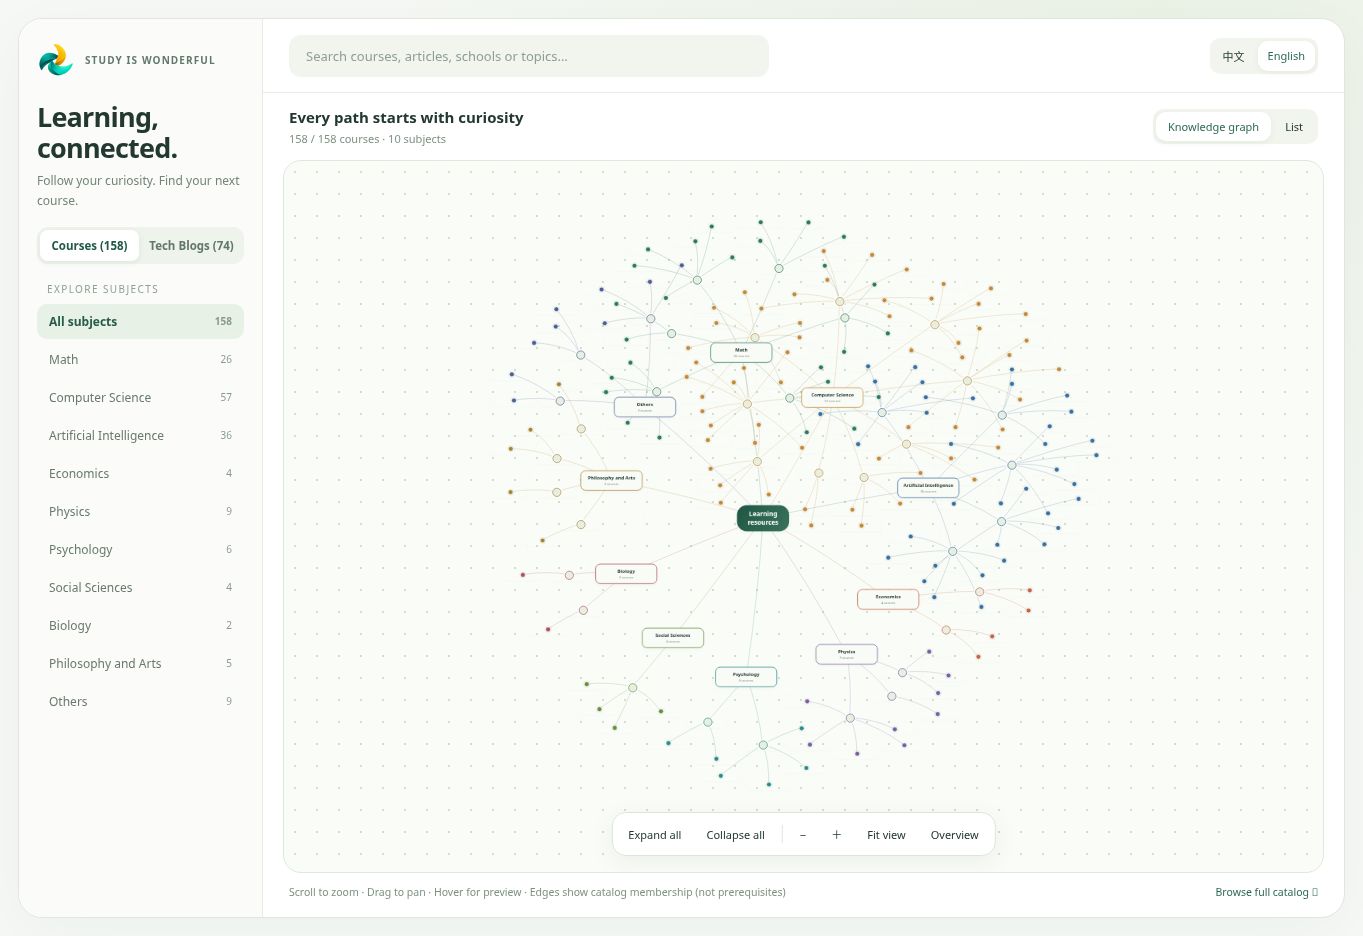 STUDY IS WONDERFUL
Learning,
connected.
Follow your curiosity. Find your next
course.
Courses (158)
Tech Blogs (74)
EXPLORE SUBJECTS
All subjects 158
Math 26
Computer Science 57
Artificial Intelligence 36
Economics 4
Physics 9
Psychology 6
Social Sciences 4
Biology 2
Philosophy and Arts 5
Others 9
Search courses, articles, schools or topics...
中文
English
Every path starts with curiosity
158 / 158 courses · 10 subjects
Knowledge graph
List
Math
Computer Science
Others
Philosophy and Arts
Artificial Intelligence
Learning
resources
Biology
Economics
Social Sciences
Physics
Psychology
Expand all
Collapse all
−
+
Fit view
Overview
Scroll to zoom · Drag to pan · Hover for preview · Edges show catalog membership (not prerequisites)
Browse full catalog